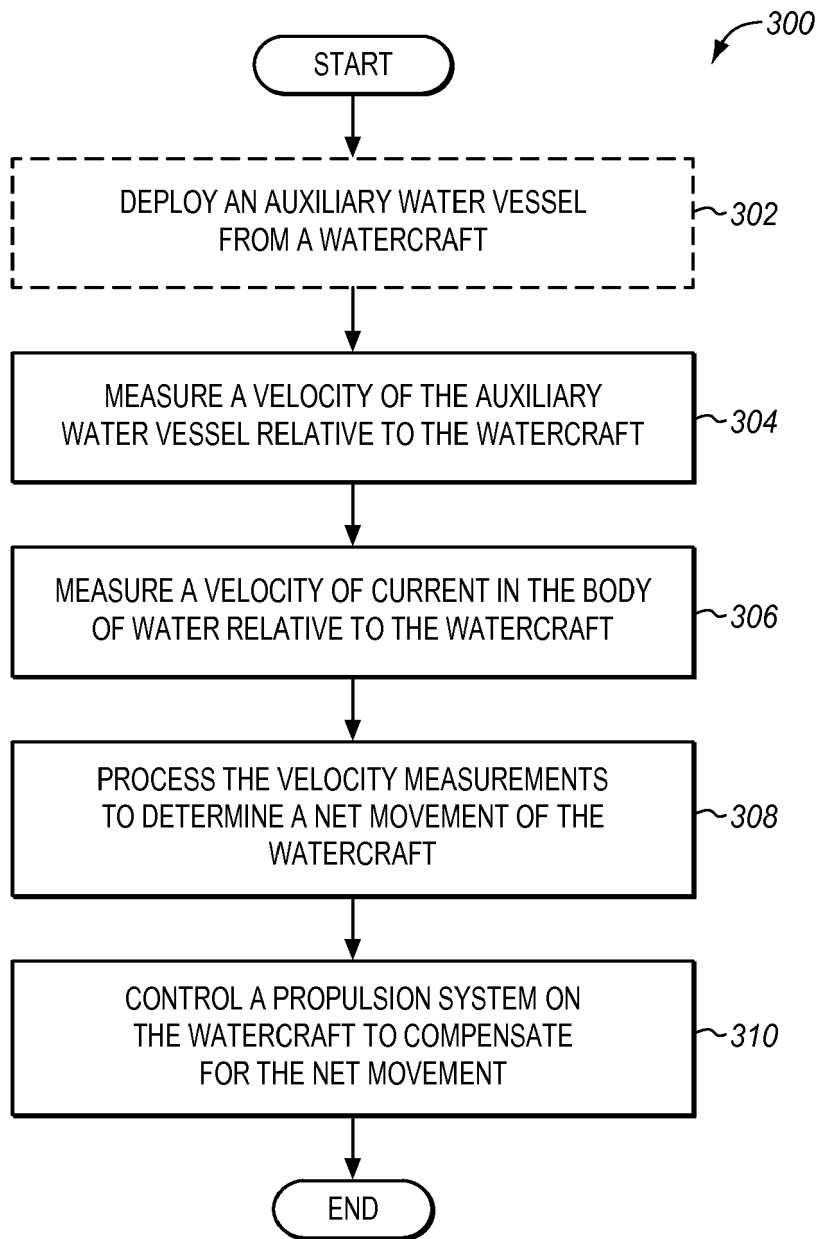 300
START
DEPLOY AN AUXILIARY WATER VESSEL
FROM A WATERCRAFT
302
MEASURE A VELOCITY OF THE AUXILIARY
WATER VESSEL RELATIVE TO THE WATERCRAFT
304
MEASURE A VELOCITY OF CURRENT IN THE BODY
OF WATER RELATIVE TO THE WATERCRAFT
306
PROCESS THE VELOCITY MEASUREMENTS
TO DETERMINE A NET MOVEMENT OF THE
WATERCRAFT
308
CONTROL A PROPULSION SYSTEM ON
THE WATERCRAFT TO COMPENSATE
FOR THE NET MOVEMENT
310
END